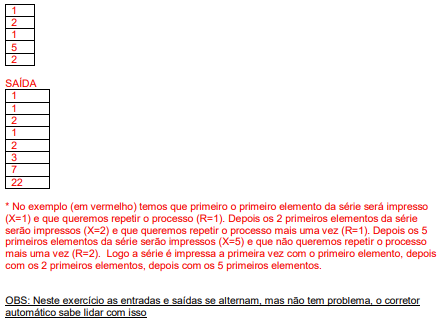 1
2
1
5
2
SAÍDA
1
1
2
1
2
3
7
22
* No exemplo (em vermelho) temos que primeiro o primeiro elemento da série será impresso
(X=1) e que queremos repetir o processo (R=1). Depois os 2 primeiros elementos da série
serão impressos (X=2) e que queremos repetir o processo mais uma vez (R=1). Depois os 5
primeiros elementos da série serão impressos (X=5) e que não queremos repetir o processo
mais uma vez (R=2).  Logo a série é impressa a primeira vez com o primeiro elemento, depois
com os 2 primeiros elementos, depois com os 5 primeiros elementos.
OBS: Neste exercício as entradas e saídas se alternam, mas não tem problema, o corretor
automático sabe lidar com isso